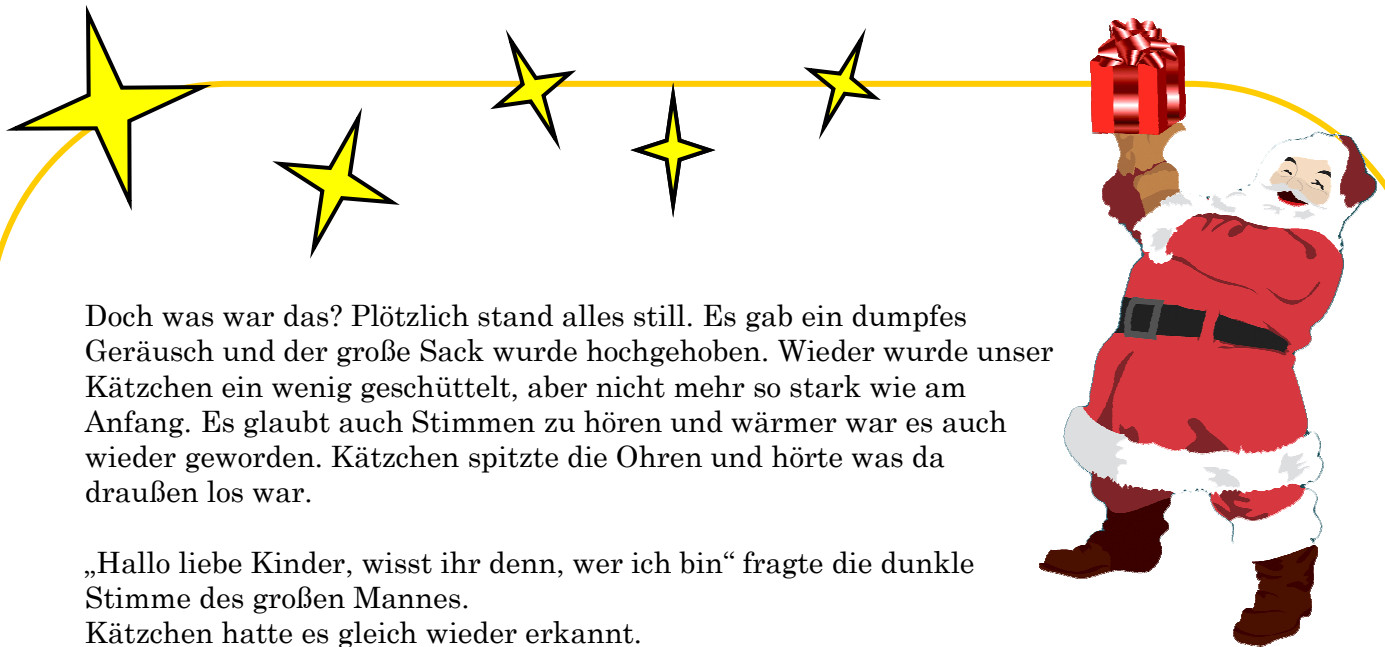 Doch was war das? Plötzlich stand alles still. Es gab ein dumpfes
Geräusch und der große Sack wurde hochgehoben. Wieder wurde unser
Kätzchen ein wenig geschüttelt, aber nicht mehr so stark wie am
Anfang. Es glaubt auch Stimmen zu hören und wärmer war es auch
wieder geworden. Kätzchen spitzte die Ohren und hörte was da
draußen los war.
„Hallo liebe Kinder, wisst ihr denn, wer ich bin“ fragte die dunkle
Stimme des großen Mannes.
Kätzchen hatte es gleich wieder erkannt.